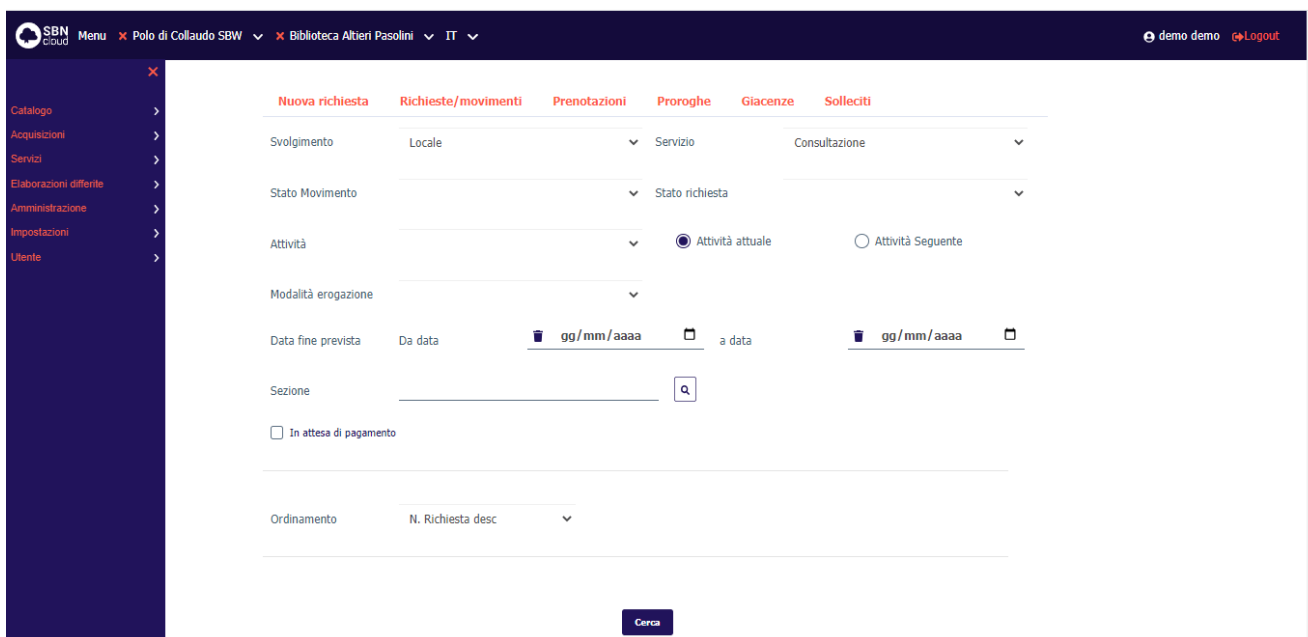 SBN cloud Menu Polo di Collaudo SBW Biblioteca Altieri Pasolini IT demo demo Logout
Catalogo
Acquisizioni
Servizi
Elaborazioni differite
Amministrazione
Impostazioni
Utente
Nuova richiesta Richieste/movimenti Prenotazioni Proroghe Giacenze Solleciti
Svolgimento Locale Servizio Consultazione
Stato Movimento Stato richiesta
Attività Attività attuale Attività Seguente
Modalità erogazione
Data fine prevista Da data gg/mm/aaaa a data gg/mm/aaaa
Sezione
In attesa di pagamento
Ordinamento N. Richiesta desc
Cerca